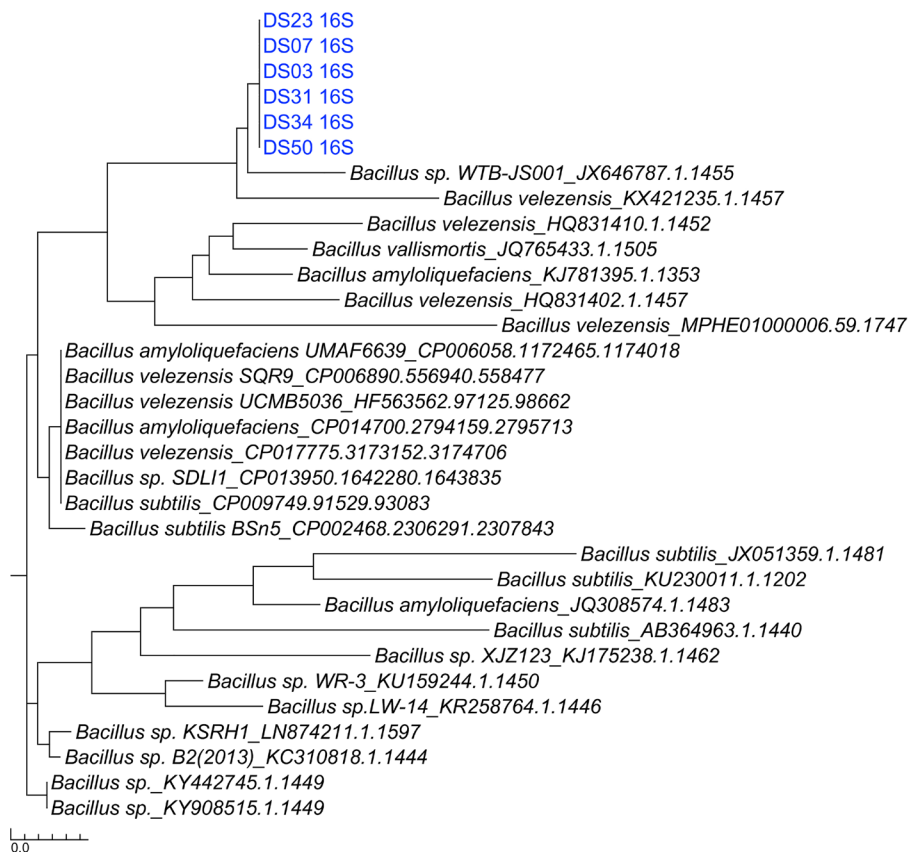 DS23 16S
DS07 16S
DS03 16S
DS31 16S
DS34 16S
DS50 16S
Bacillus sp. WTB-JS001_JX646787.1.1455
Bacillus velezensis_KX421235.1.1457
Bacillus velezensis_HQ831410.1.1452
Bacillus vallismortis_JQ765433.1.1505
Bacillus amyloliquefaciens_KJ781395.1.1353
Bacillus velezensis_HQ831402.1.1457
Bacillus velezensis_MPHE01000006.59.1747
Bacillus amyloliquefaciens UMAF6639_CP006058.1172465.1174018
Bacillus velezensis SQR9_CP006890.556940.558477
Bacillus velezensis UCMB5036_HF563562.97125.98662
Bacillus amyloliquefaciens_CP014700.2794159.2795713
Bacillus velezensis_CP017775.3173152.3174706
Bacillus sp. SDLI1_CP013950.1642280.1643835
Bacillus subtilis_CP009749.91529.93083
Bacillus subtilis BSn5_CP002468.2306291.2307843
Bacillus subtilis_JX051359.1.1481
Bacillus subtilis_KU230011.1.1202
Bacillus amyloliquefaciens_JQ308574.1.1483
Bacillus subtilis_AB364963.1.1440
Bacillus sp. XJZ123_KJ175238.1.1462
Bacillus sp. WR-3_KU159244.1.1450
Bacillus sp.LW-14_KR258764.1.1446
Bacillus sp. KSRH1_LN874211.1.1597
Bacillus sp. B2(2013)_KC310818.1.1444
Bacillus sp._KY442745.1.1449
Bacillus sp._KY908515.1.1449
0.0